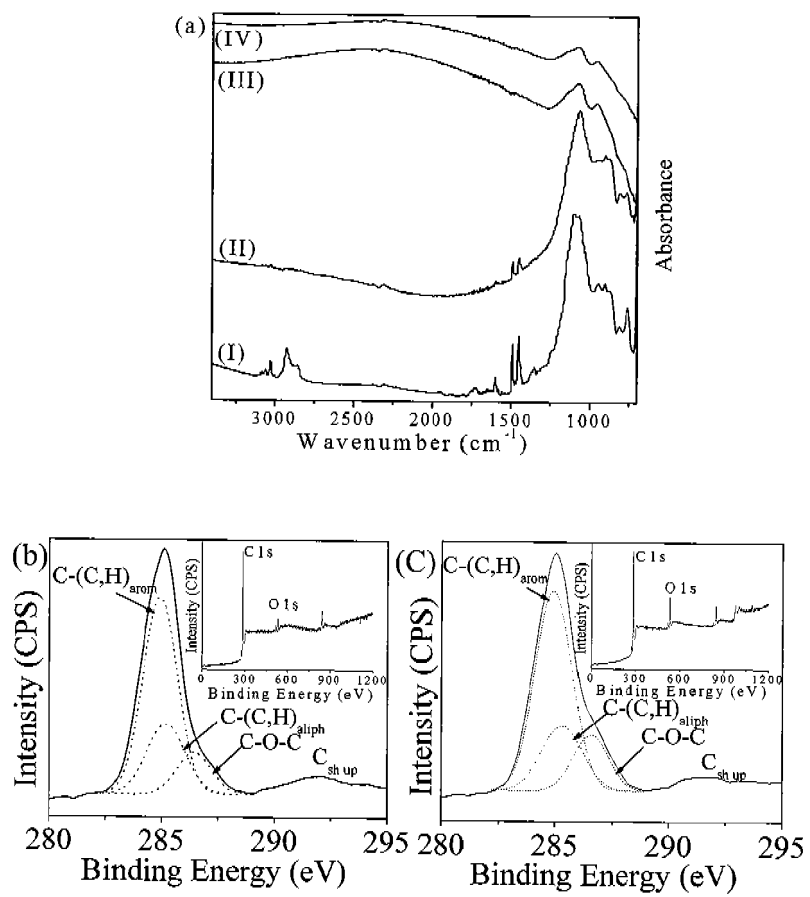 (a)
(IV)
(III)
(II)
(I)
Absorbance
3000 2500 2000 1500 1000
Wavenumber (cm⁻¹)
(b)
C-(C,H)arom
C 1s
O 1s
Intensity (CPS)
0 300 600 900 1200
Binding Energy (eV)
C-(C,H)aliph
C-O-C
Csh up
Intensity (CPS)
280 285 290 295
Binding Energy (eV)
(C)
C-(C,H)arom
C 1s
O 1s
Intensity (CPS)
0 300 600 900 1200
Binding Energy (eV)
C-(C,H)aliph
C-O-C
Csh up
Intensity (CPS)
280 285 290 295
Binding Energy (eV)